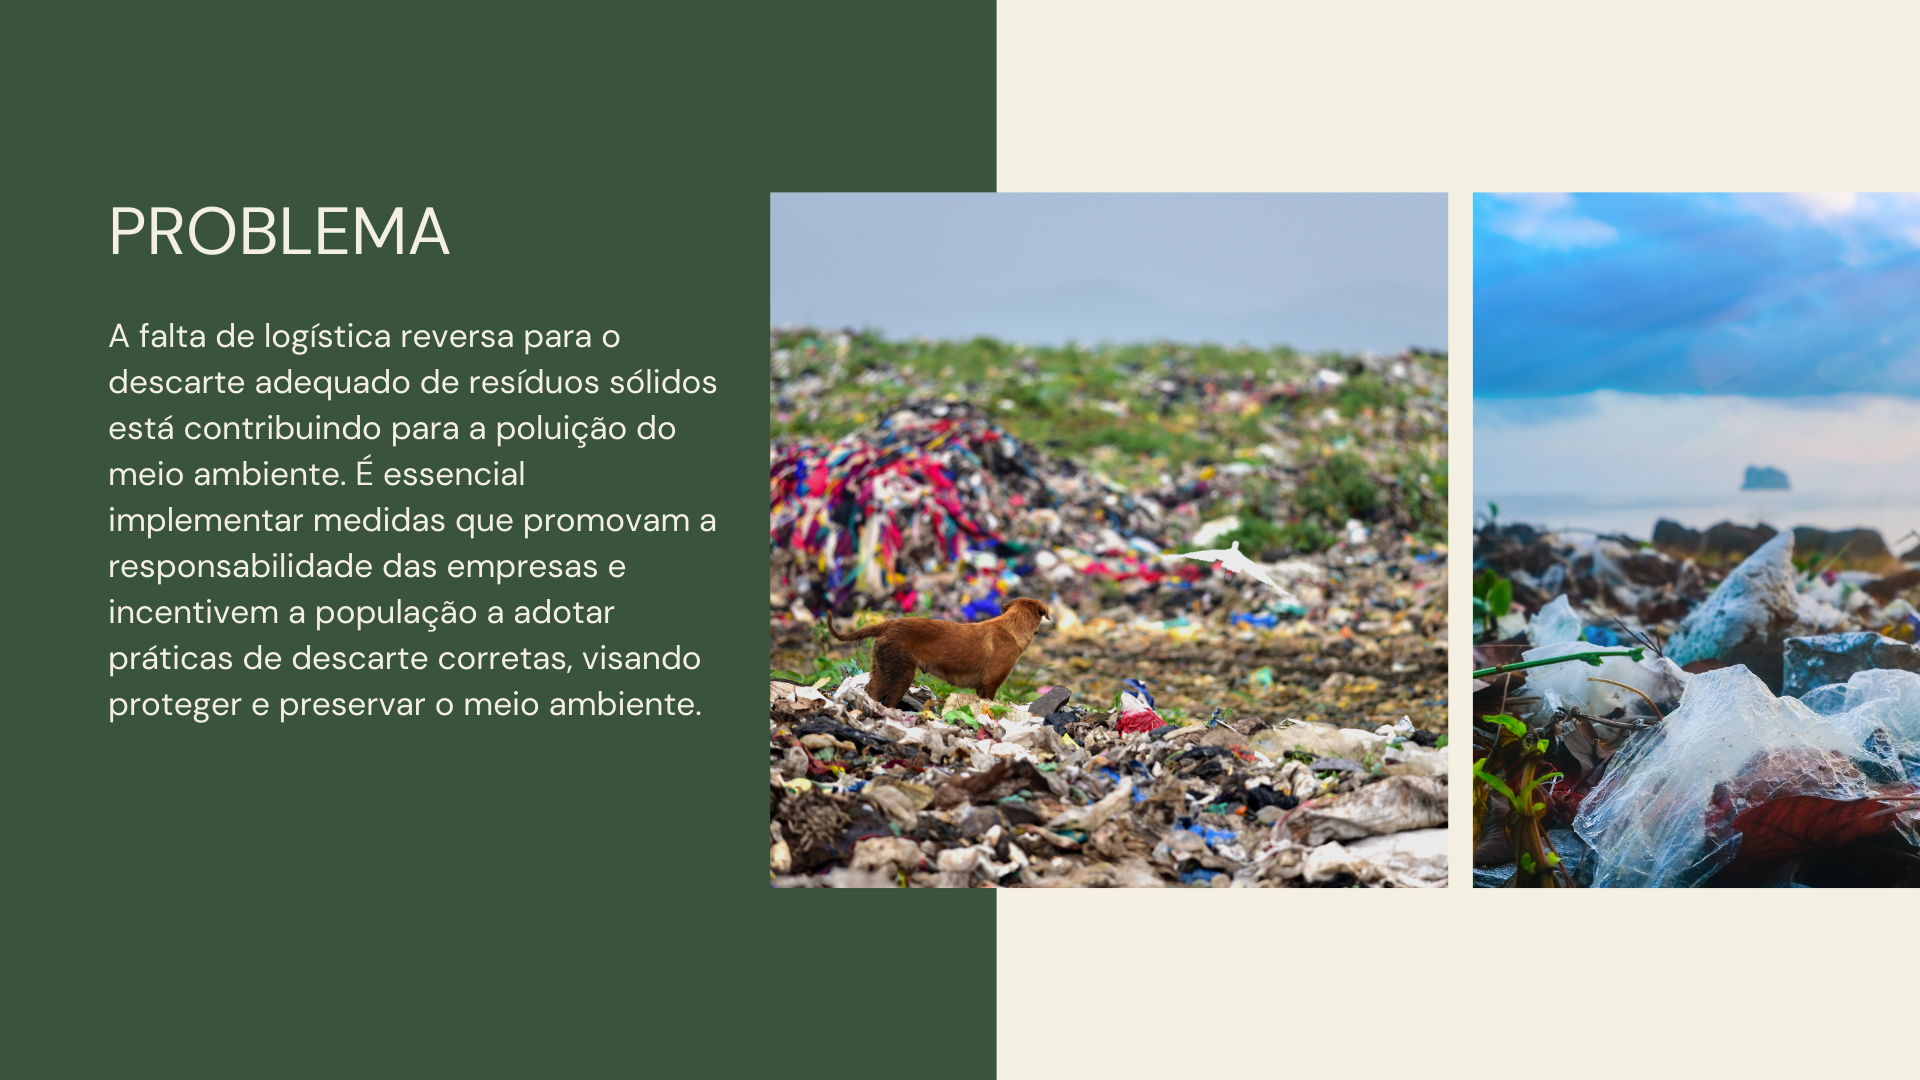 PROBLEMA
A falta de logística reversa para o
descarte adequado de resíduos sólidos
está contribuindo para a poluição do
meio ambiente. É essencial
implementar medidas que promovam a
responsabilidade das empresas e
incentivem a população a adotar
práticas de descarte corretas, visando
proteger e preservar o meio ambiente.